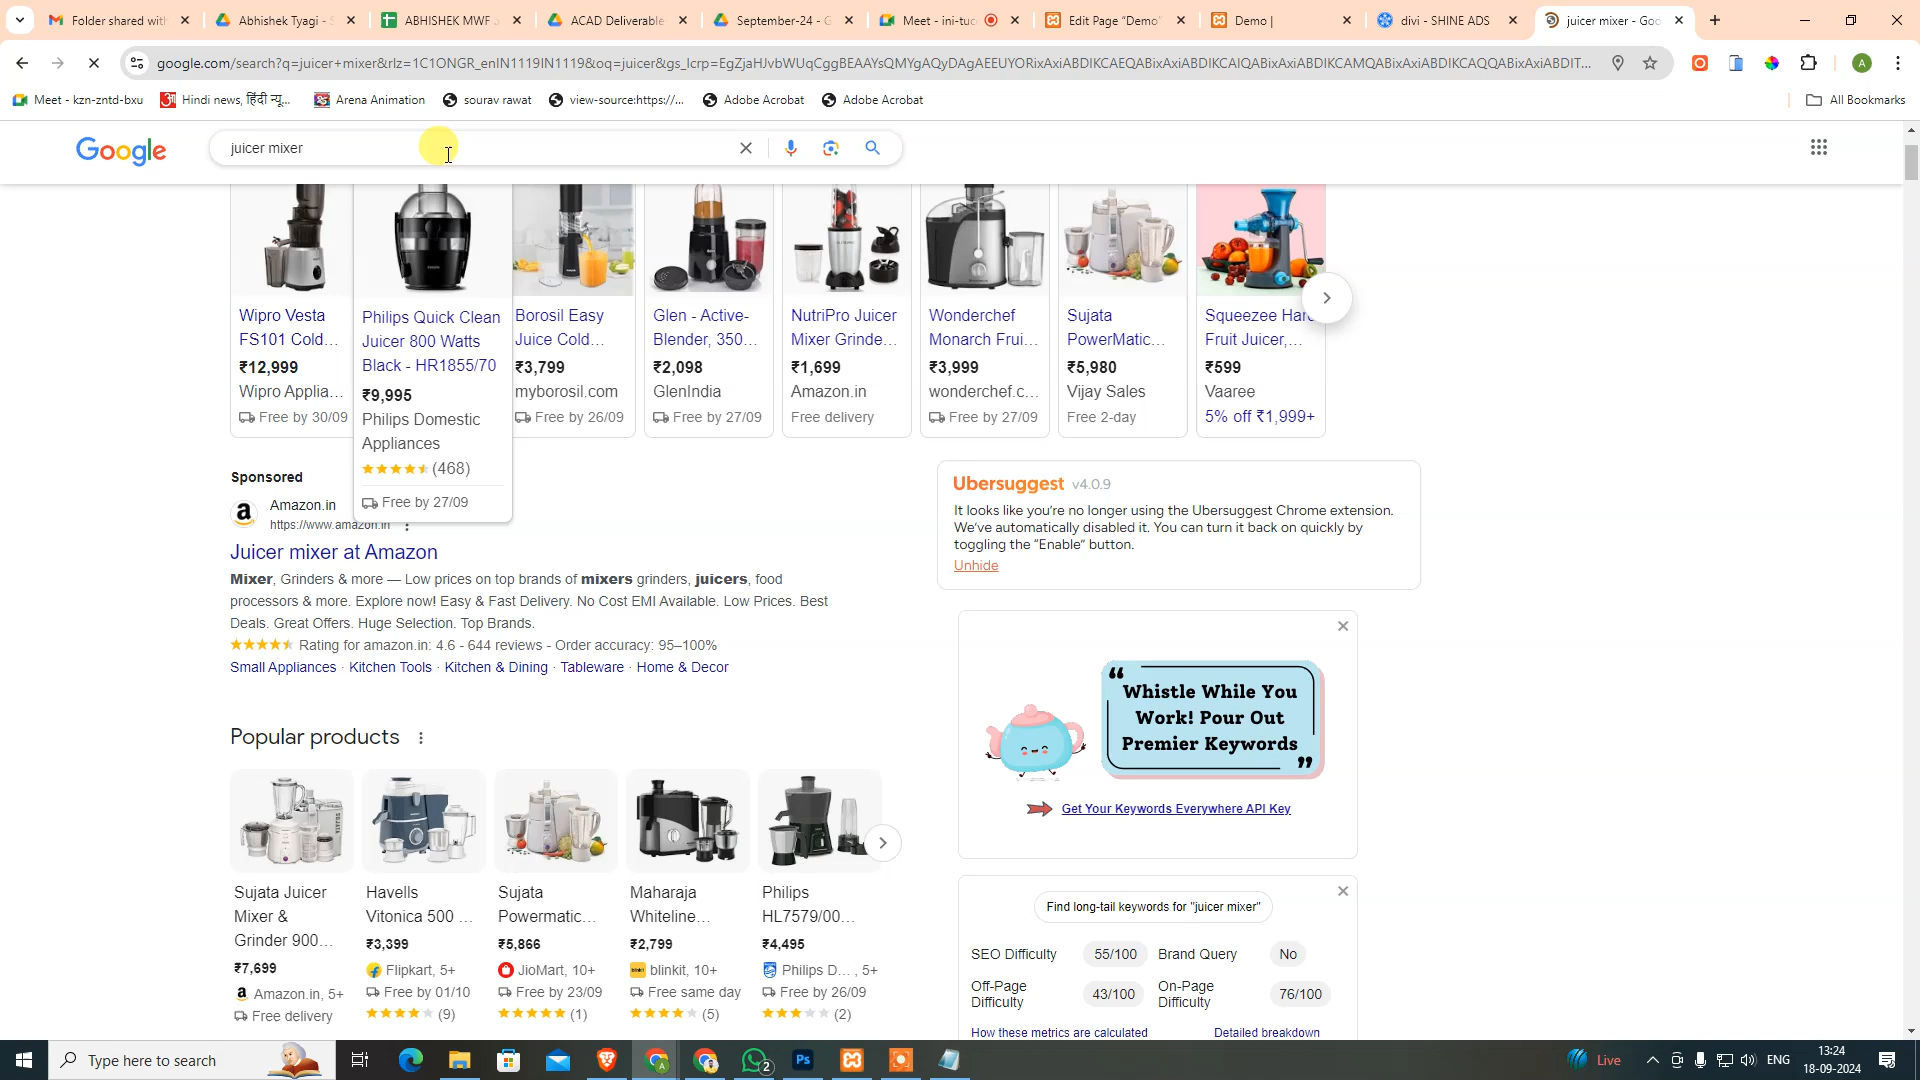 Folder shared with
Abhishek Tyagi - S
ABHISHEK MWF
ACAD Deliverable
September-24 - G
Meet - ini-tuc
Edit Page "Demo"
Demo |
divi - SHINE ADS
juicer mixer - Goo
google.com/search?q=juicer+mixer&rlz=1C1ONGR_enIN1119IN1119&oq=juicer&gs_lcrp=EgZjaHJvbWUqCggBEAAYsQMYgAQyDAgAEEUYORixAxiABDIKCAEQABixAxiABDIKCAIQABixAxiABDIKCAMQABixAxiABDIKCAQQABixAxiABDIT...
A
Meet - kzn-zntd-bxu
Hindi news, हिंदी न्यू...
Arena Animation
sourav rawat
view-source:https://...
Adobe Acrobat
Adobe Acrobat
All Bookmarks
Google
juicer mixer
Wipro Vesta
FS101 Cold...
₹12,999
Wipro Applia...
Free by 30/09
Philips Quick Clean
Juicer 800 Watts
Black - HR1855/70
₹9,995
Philips Domestic
Appliances
(468)
Free by 27/09
Borosil Easy
Juice Cold...
₹3,799
myborosil.com
Free by 26/09
Glen - Active-
Blender, 350...
₹2,098
GlenIndia
Free by 27/09
NutriPro Juicer
Mixer Grinde...
₹1,699
Amazon.in
Free delivery
Wonderchef
Monarch Frui...
₹3,999
wonderchef.c...
Free by 27/09
Sujata
PowerMatic...
₹5,980
Vijay Sales
Free 2-day
Squeezee Har
Fruit Juicer,...
₹599
Vaaree
5% off ₹1,999+
Sponsored
Amazon.in
https://www.amazon.in
Juicer mixer at Amazon
Mixer, Grinders & more — Low prices on top brands of mixers grinders, juicers, food
processors & more. Explore now! Easy & Fast Delivery. No Cost EMI Available. Low Prices. Best
Deals. Great Offers. Huge Selection. Top Brands.
Rating for amazon.in: 4.6 - 644 reviews - Order accuracy: 95–100%
Small Appliances · Kitchen Tools · Kitchen & Dining · Tableware · Home & Decor
Ubersuggest v4.0.9
It looks like you're no longer using the Ubersuggest Chrome extension.
We've automatically disabled it. You can turn it back on quickly by
toggling the "Enable" button.
Unhide
“ Whistle While You
Work! Pour Out
Premier Keywords ”
Get Your Keywords Everywhere API Key
Popular products
Sujata Juicer
Mixer &
Grinder 900...
₹7,699
Amazon.in, 5+
Free delivery
Havells
Vitonica 500 ...
₹3,399
Flipkart, 5+
Free by 01/10
(9)
Sujata
Powermatic...
₹5,866
JioMart, 10+
Free by 23/09
(1)
Maharaja
Whiteline...
₹2,799
blinkit, 10+
Free same day
(5)
Philips
HL7579/00...
₹4,495
Philips D... , 5+
Free by 26/09
(2)
Find long-tail keywords for "juicer mixer"
SEO Difficulty 55/100 Brand Query No
Off-Page Difficulty 43/100 On-Page Difficulty 76/100
How these metrics are calculated
Detailed breakdown
Type here to search
2
Ps
Live
ENG
13:24
18-09-2024